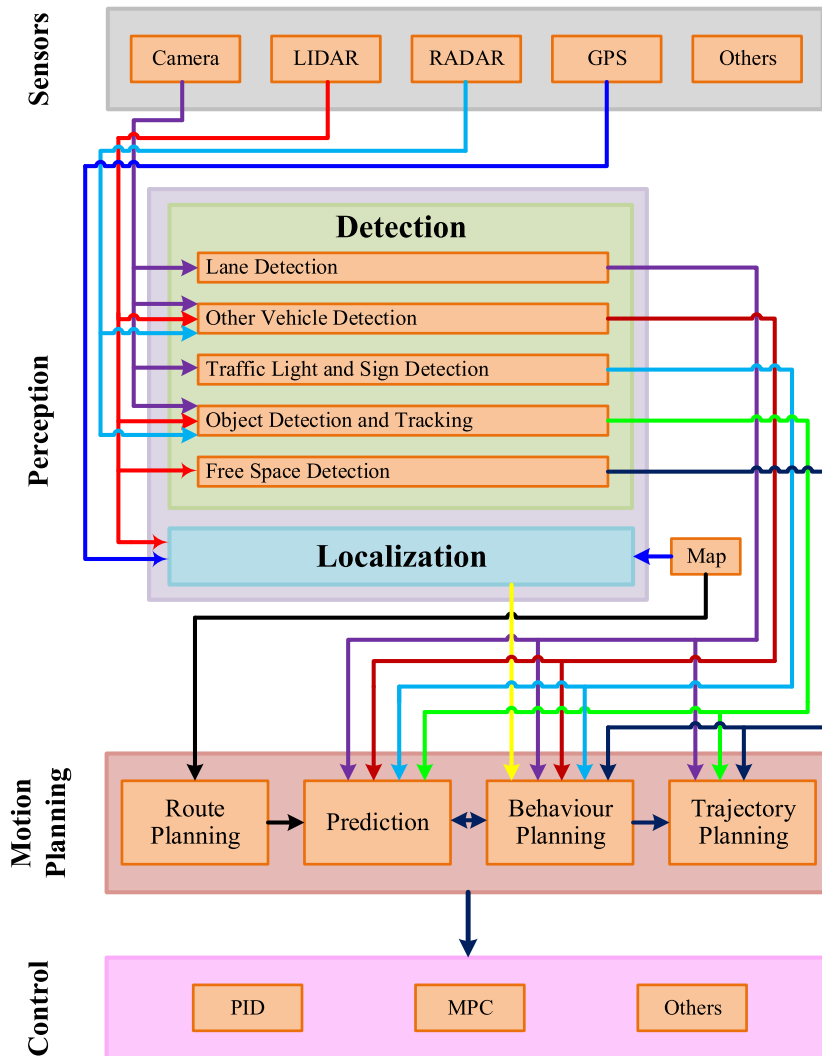 Sensors
Camera
LIDAR
RADAR
GPS
Others
Perception
Detection
Lane Detection
Other Vehicle Detection
Traffic Light and Sign Detection
Object Detection and Tracking
Free Space Detection
Localization
Map
Motion
Planning
Route
Planning
Prediction
Behaviour
Planning
Trajectory
Planning
Control
PID
MPC
Others